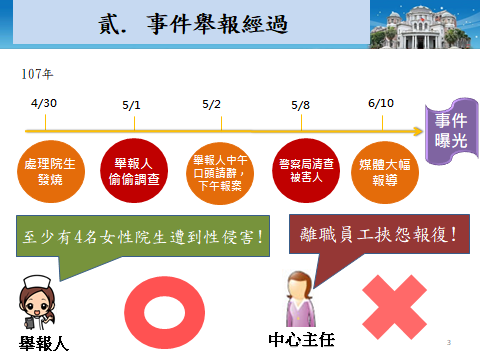 貳. 事件舉報經過
107年
4/30
5/1
5/2
5/8
6/10
事件
曝光
處理院生
發燒
舉報人
偷偷調查
舉報人中午
口頭請辭，
下午報案
警察局清查
被害人
媒體大幅
報導
至少有4名女性院生遭到性侵害!
離職員工挾怨報復!
舉報人
中心主任
3